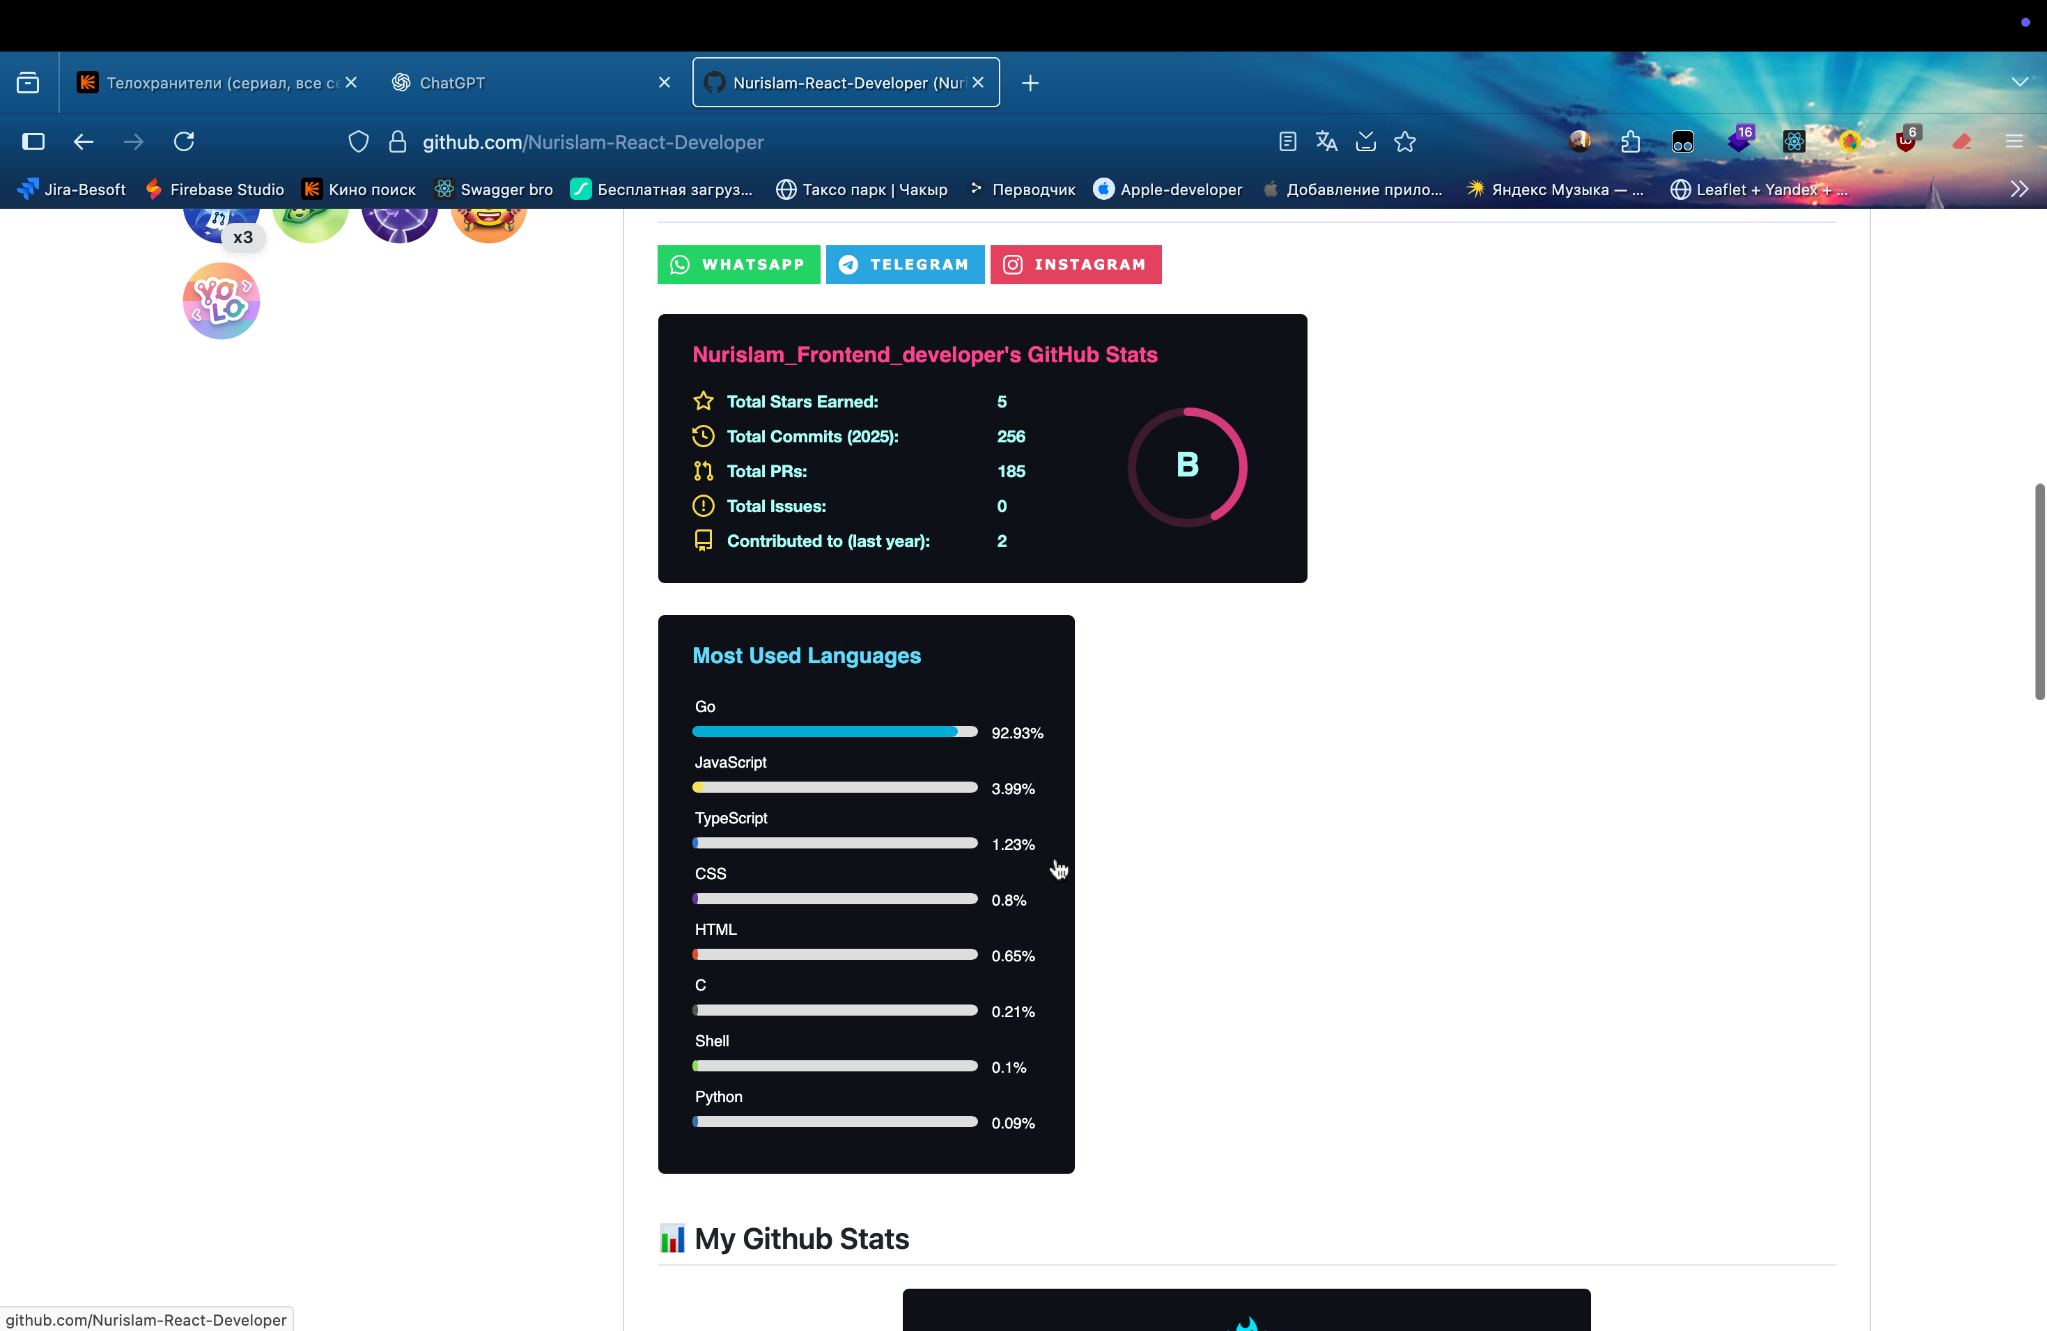 Телохранители (сериал, все се
ChatGPT
Nurislam-React-Developer (Nuri
github.com/Nurislam-React-Developer
16
6
Jira-Besoft
Firebase Studio
Кино поиск
Swagger bro
Бесплатная загруз...
Таксо парк | Чакыр
Перводчик
Apple-developer
Добавление прило...
Яндекс Музыка — ...
Leaflet + Yandex + ...
x3
YOLO
WHATSAPP
TELEGRAM
INSTAGRAM
Nurislam_Frontend_developer's GitHub Stats
Total Stars Earned: 5
Total Commits (2025): 256
Total PRs: 185
Total Issues: 0
Contributed to (last year): 2
B
Most Used Languages
Go
92.93%
JavaScript
3.99%
TypeScript
1.23%
CSS
0.8%
HTML
0.65%
C
0.21%
Shell
0.1%
Python
0.09%
My Github Stats
github.com/Nurislam-React-Developer